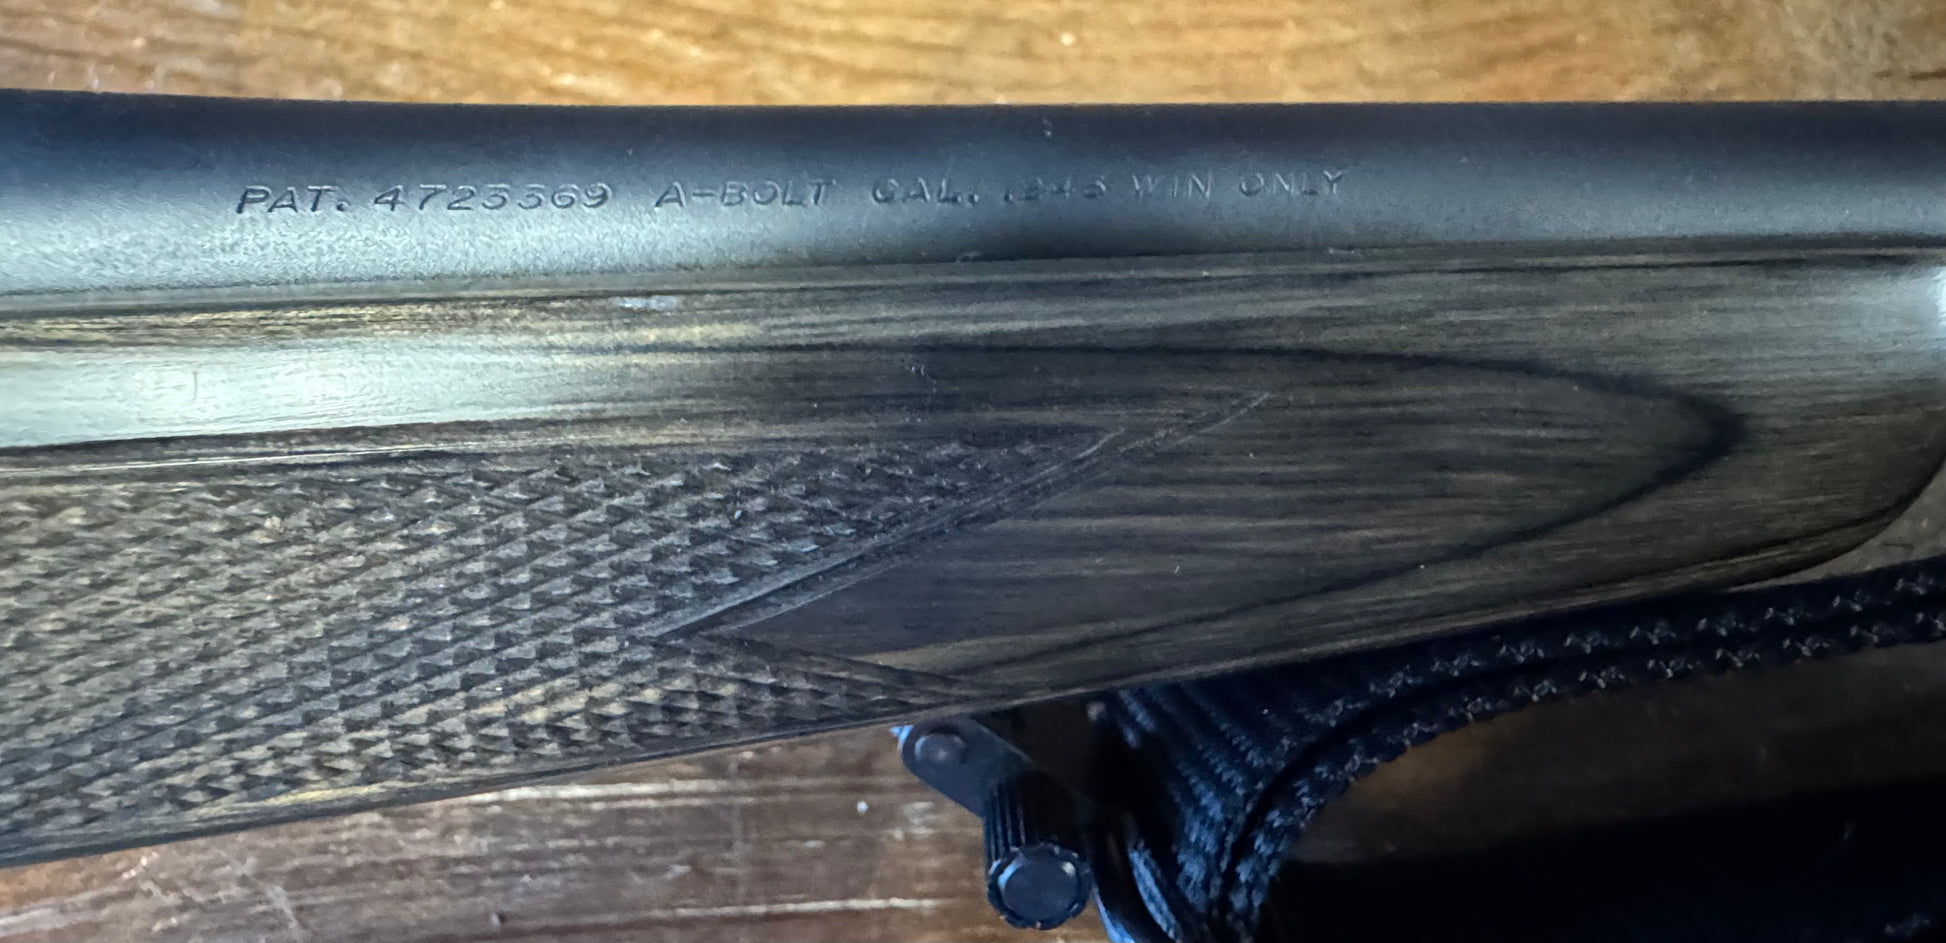 PAT. 4723369 A-BOLT CAL. .243 WIN ONLY